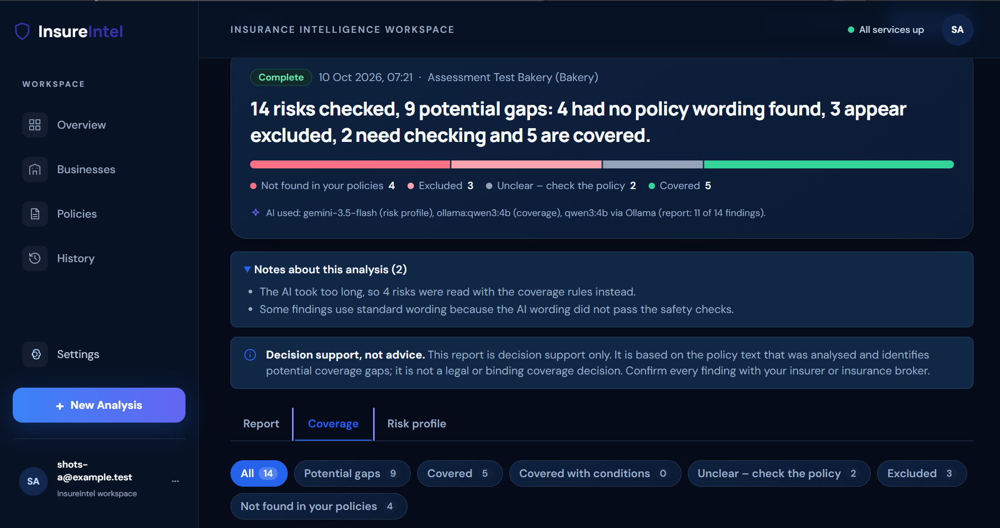 InsureIntel
WORKSPACE
Overview
Businesses
Policies
History
Settings
+ New Analysis
SA
shots-
a@example.test
InsureIntel workspace
...
INSURANCE INTELLIGENCE WORKSPACE
All services up
SA
Complete 10 Oct 2026, 07:21 · Assessment Test Bakery (Bakery)
14 risks checked, 9 potential gaps: 4 had no policy wording found, 3 appear
excluded, 2 need checking and 5 are covered.
Not found in your policies 4 Excluded 3 Unclear – check the policy 2 Covered 5
AI used: gemini-3.5-flash (risk profile), ollama:qwen3:4b (coverage), qwen3:4b via Ollama (report: 11 of 14 findings).
Notes about this analysis (2)
• The AI took too long, so 4 risks were read with the coverage rules instead.
• Some findings use standard wording because the AI wording did not pass the safety checks.
Decision support, not advice. This report is decision support only. It is based on the policy text that was analysed and identifies
potential coverage gaps; it is not a legal or binding coverage decision. Confirm every finding with your insurer or insurance broker.
Report Coverage Risk profile
All 14 Potential gaps 9 Covered 5 Covered with conditions 0 Unclear – check the policy 2 Excluded 3
Not found in your policies 4